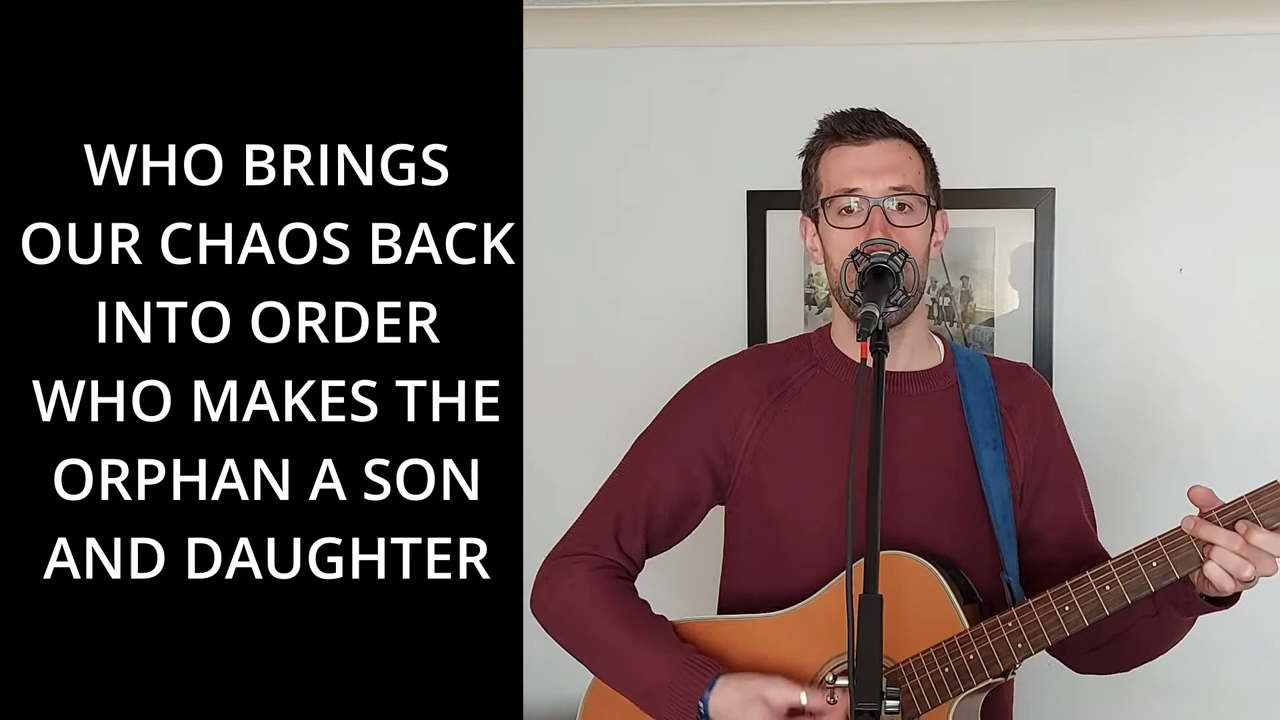 WHO BRINGS
OUR CHAOS BACK
INTO ORDER
WHO MAKES THE
ORPHAN A SON
AND DAUGHTER